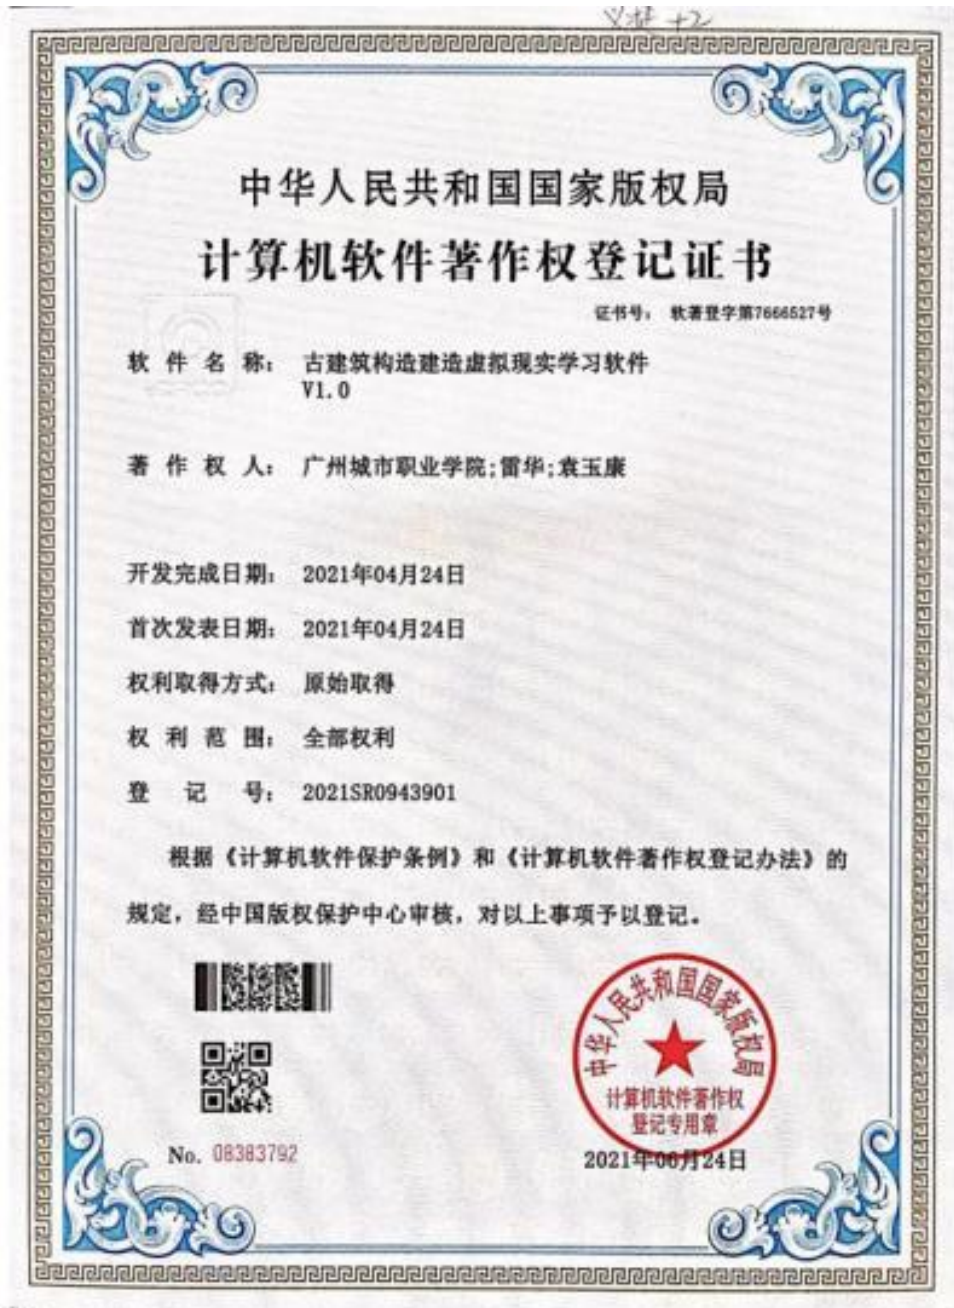 +2
中华人民共和国国家版权局
计算机软件著作权登记证书
证书号： 软著登字第7666527号
软件名称： 古建筑构造建造虚拟现实学习软件
V1.0
著作权人： 广州城市职业学院;雷华;袁玉康
开发完成日期： 2021年04月24日
首次发表日期： 2021年04月24日
权利取得方式： 原始取得
权利范围： 全部权利
登记号： 2021SR0943901
根据《计算机软件保护条例》和《计算机软件著作权登记办法》的
规定，经中国版权保护中心审核，对以上事项予以登记。
中华人民共和国国家版权局
计算机软件著作权
登记专用章
No. 08383792
2021年06月24日